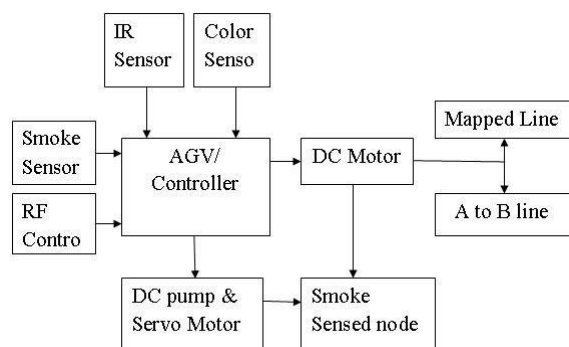 IR
Sensor
Color
Senso
Smoke
Sensor
AGV/
Controller
DC Motor
Mapped Line
RF
Contro
A to B line
DC pump &
Servo Motor
Smoke
Sensed node